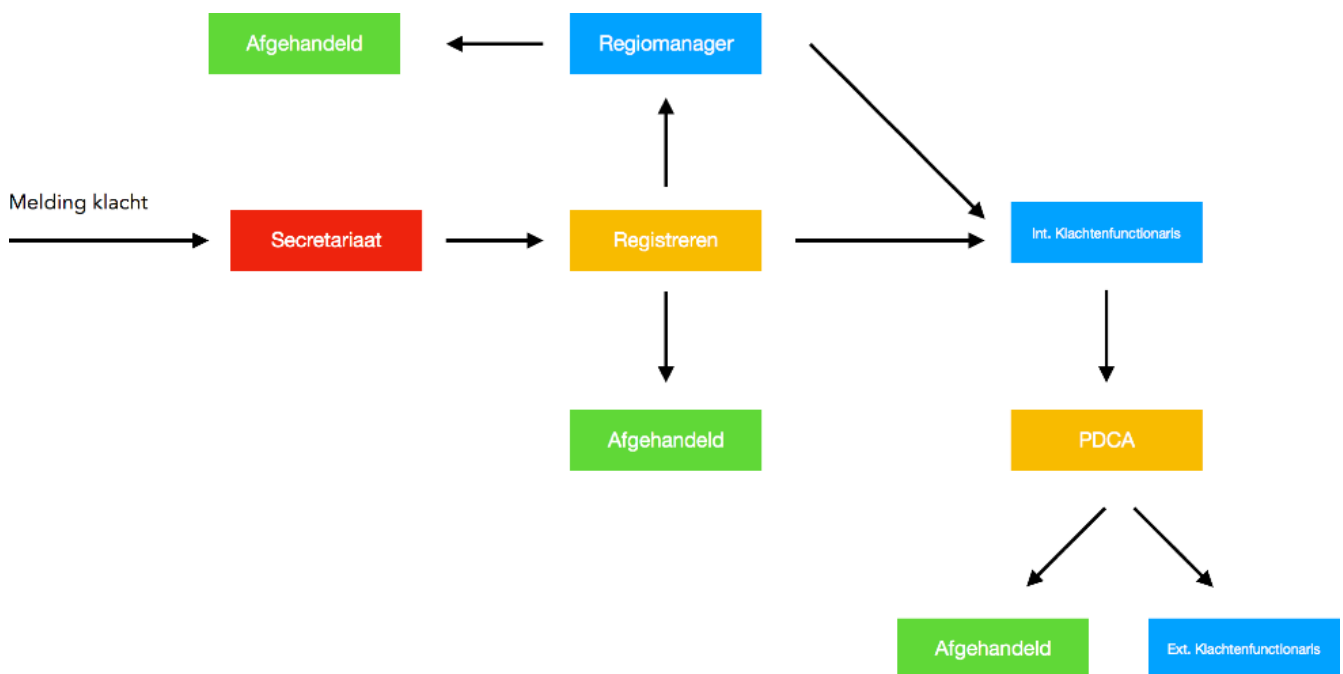 Afgehandeld
Regiomanager
Melding klacht
Secretariaat
Registreren
Int. Klachtenfunctionaris
Afgehandeld
PDCA
Afgehandeld
Ext. Klachtenfunctionaris